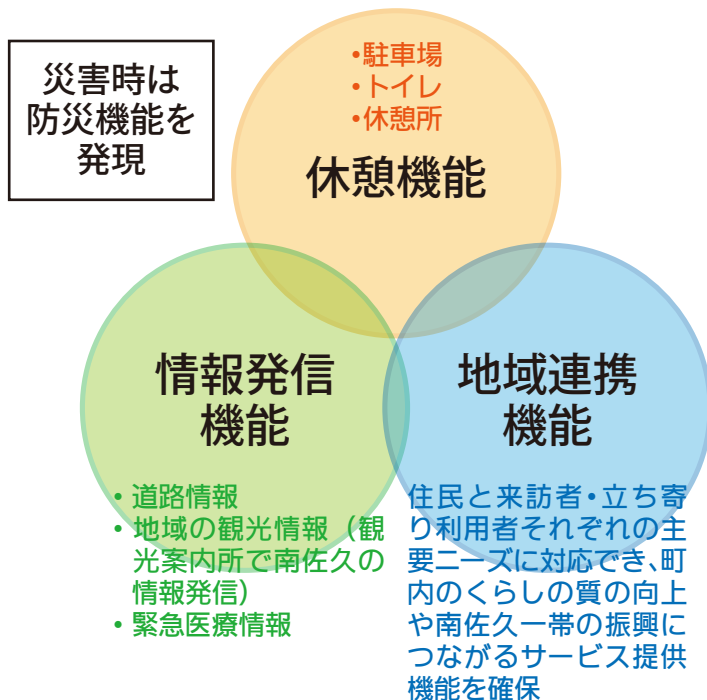 災害時は
防災機能を
発現
•駐車場
•トイレ
•休憩所
休憩機能
情報発信
機能
• 道路情報
• 地域の観光情報（観
光案内所で南佐久の
情報発信）
• 緊急医療情報
地域連携
機能
住民と来訪者・立ち寄
り利用者それぞれの主
要ニーズに対応でき、町
内のくらしの質の向上
や南佐久一帯の振興に
つながるサービス提供
機能を確保